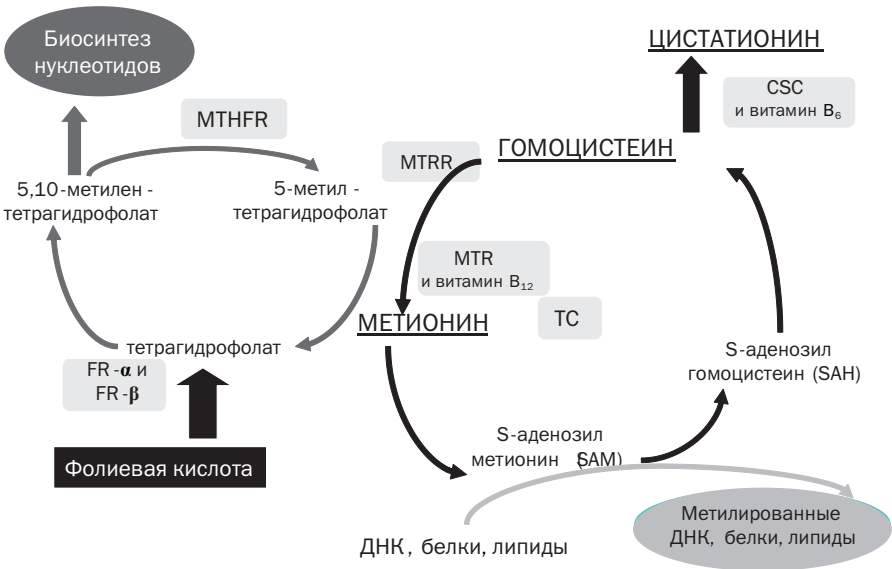 Биосинтез
нуклеотидов
ЦИСТАТИОНИН
CSC
и витамин B₆
MTHFR
MTRR
ГОМОЦИСТЕИН
5,10-метилен -
тетрагидрофолат
5-метил -
тетрагидрофолат
MTR
и витамин B₁₂
МЕТИОНИН
TC
тетрагидрофолат
FR -α и
FR -β
S-аденозил
гомоцистеин (SAH)
Фолиевая кислота
S-аденозил
метионин (SAM)
Метилированные
ДНК, белки, липиды
ДНК , белки, липиды